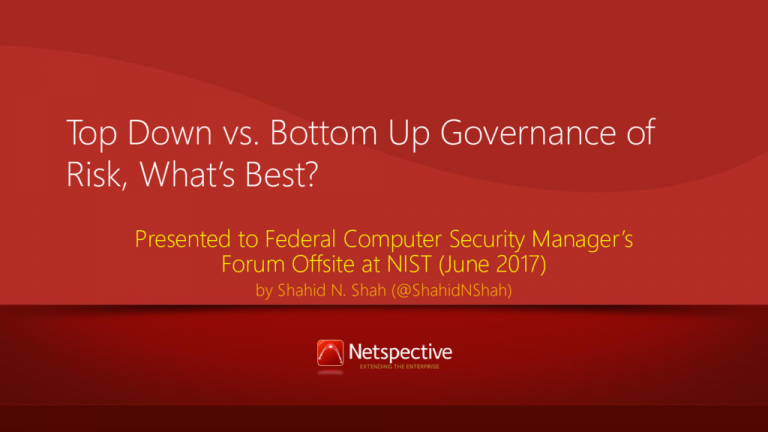 Top Down vs. Bottom Up Governance of
Risk, What's Best?
Presented to Federal Computer Security Manager's
Forum Offsite at NIST (June 2017)
by Shahid N. Shah (@ShahidNShah)
Netspective
EXTENDING THE ENTERPRISE